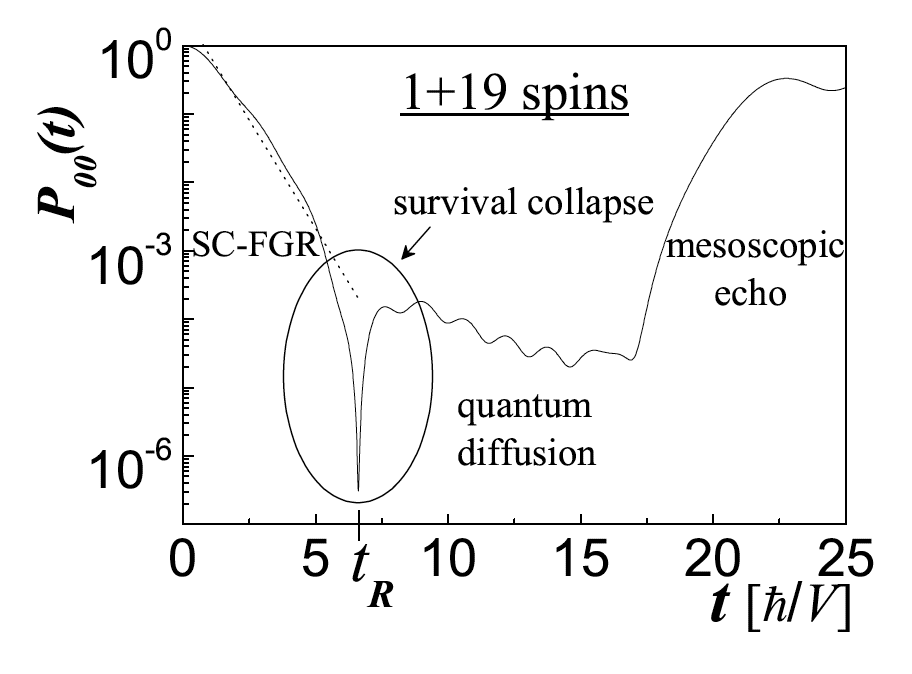 10^0
1+19 spins
P_00(t)
survival collapse
SC-FGR
10^-3
mesoscopic
echo
quantum
diffusion
10^-6
0 5 10 15 20 25
t_R
t [ħ/V]